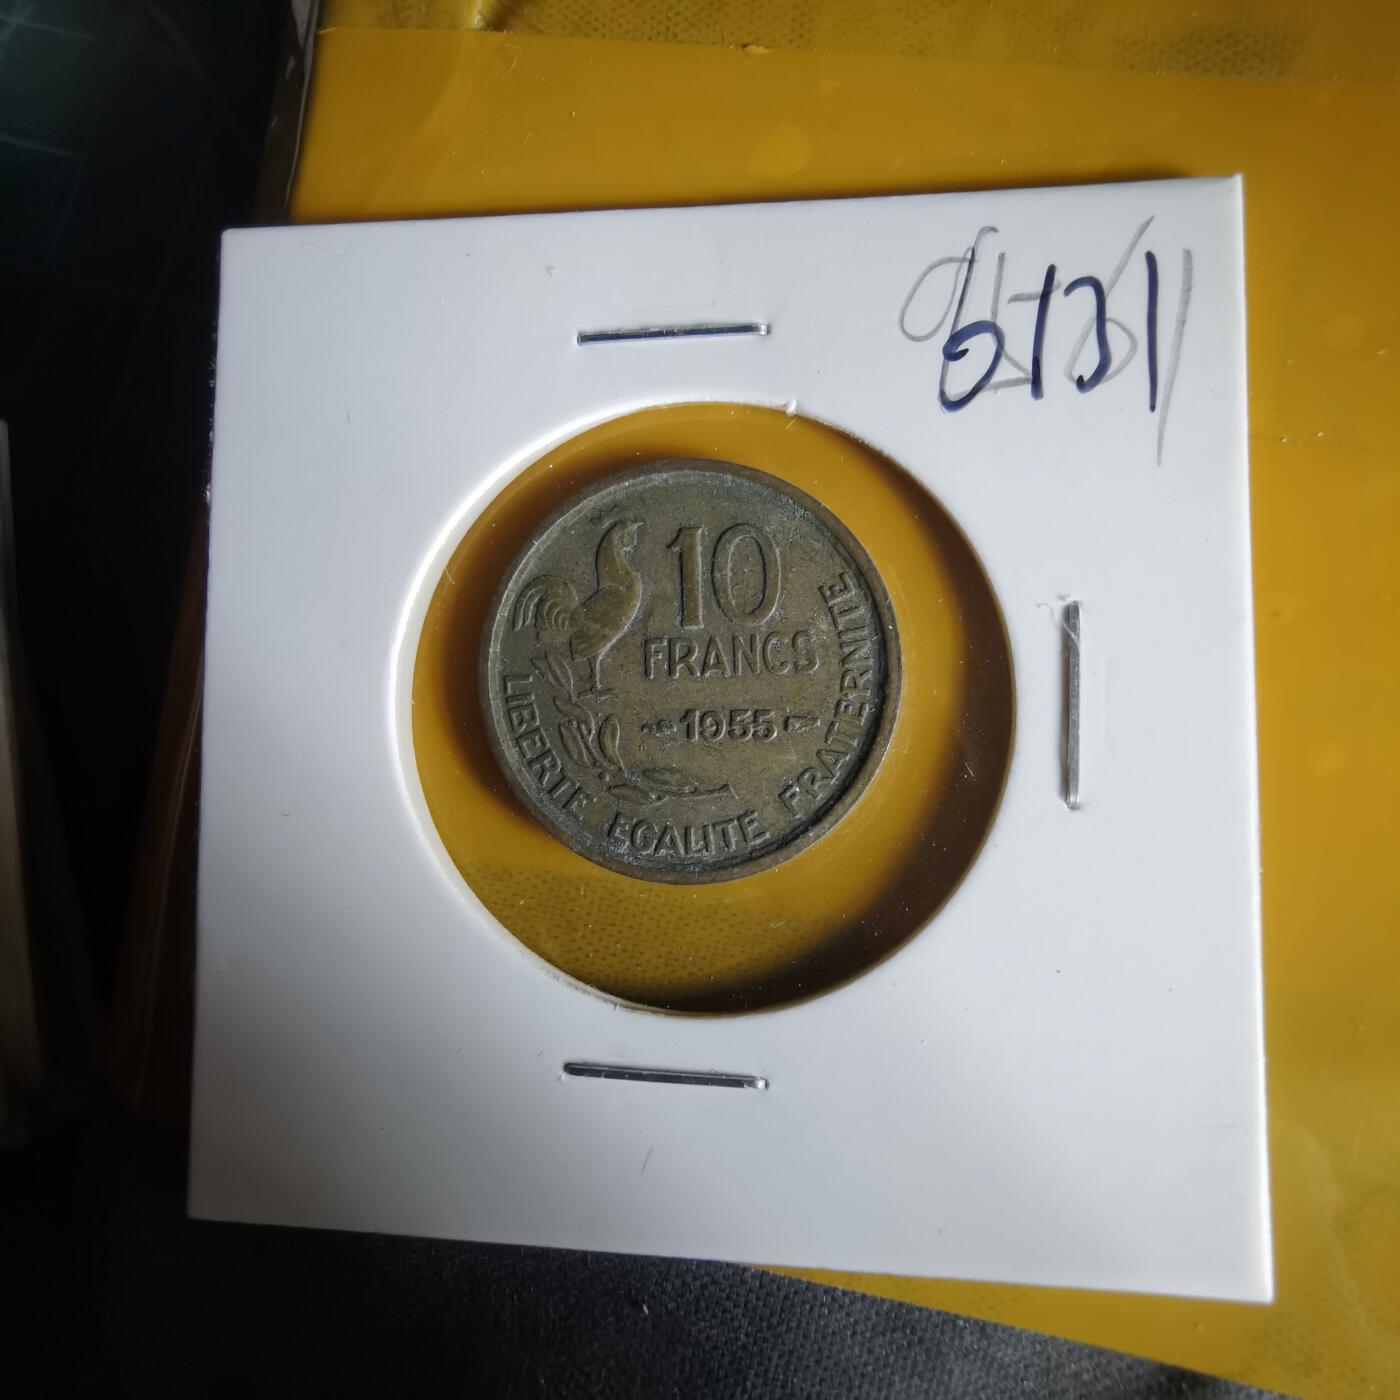 10
FRANCS
1955
LIBERTE EGALITE FRATERNITE